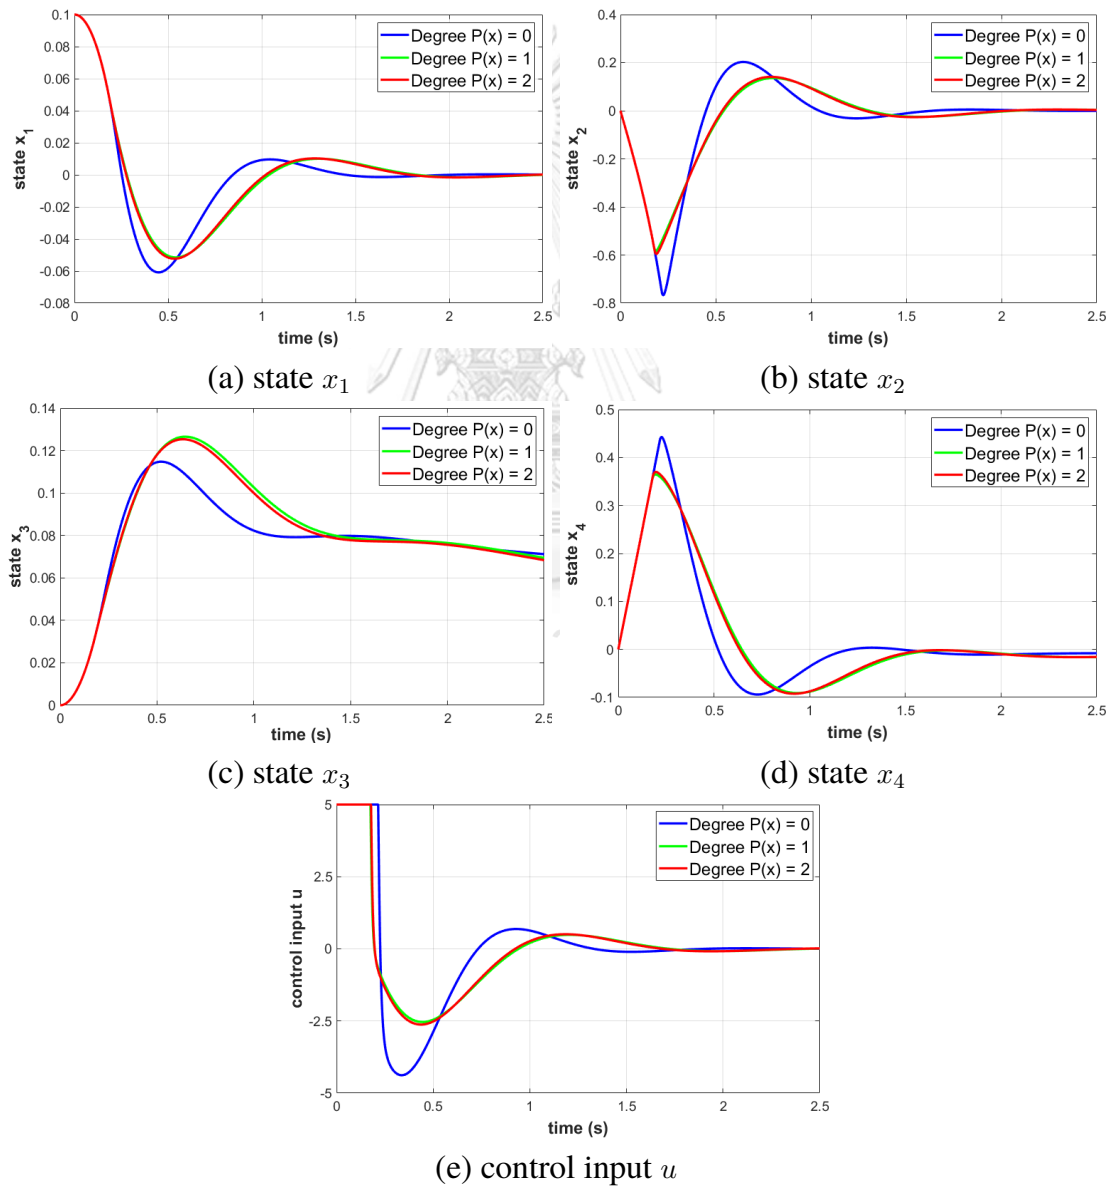 0.1
0.08
0.06
0.04
0.02
0
-0.02
-0.04
-0.06
-0.08
state x1
0
0.5
1
1.5
2
2.5
time (s)
Degree P(x) = 0
Degree P(x) = 1
Degree P(x) = 2
(a) state x1
0.4
0.2
0
-0.2
-0.4
-0.6
-0.8
state x2
0
0.5
1
1.5
2
2.5
time (s)
Degree P(x) = 0
Degree P(x) = 1
Degree P(x) = 2
(b) state x2
0.14
0.12
0.1
0.08
0.06
0.04
0.02
0
state x3
0
0.5
1
1.5
2
2.5
time (s)
Degree P(x) = 0
Degree P(x) = 1
Degree P(x) = 2
(c) state x3
0.5
0.4
0.3
0.2
0.1
0
-0.1
state x4
0
0.5
1
1.5
2
2.5
time (s)
Degree P(x) = 0
Degree P(x) = 1
Degree P(x) = 2
(d) state x4
5
2.5
0
-2.5
-5
control input u
0
0.5
1
1.5
2
2.5
time (s)
Degree P(x) = 0
Degree P(x) = 1
Degree P(x) = 2
(e) control input u